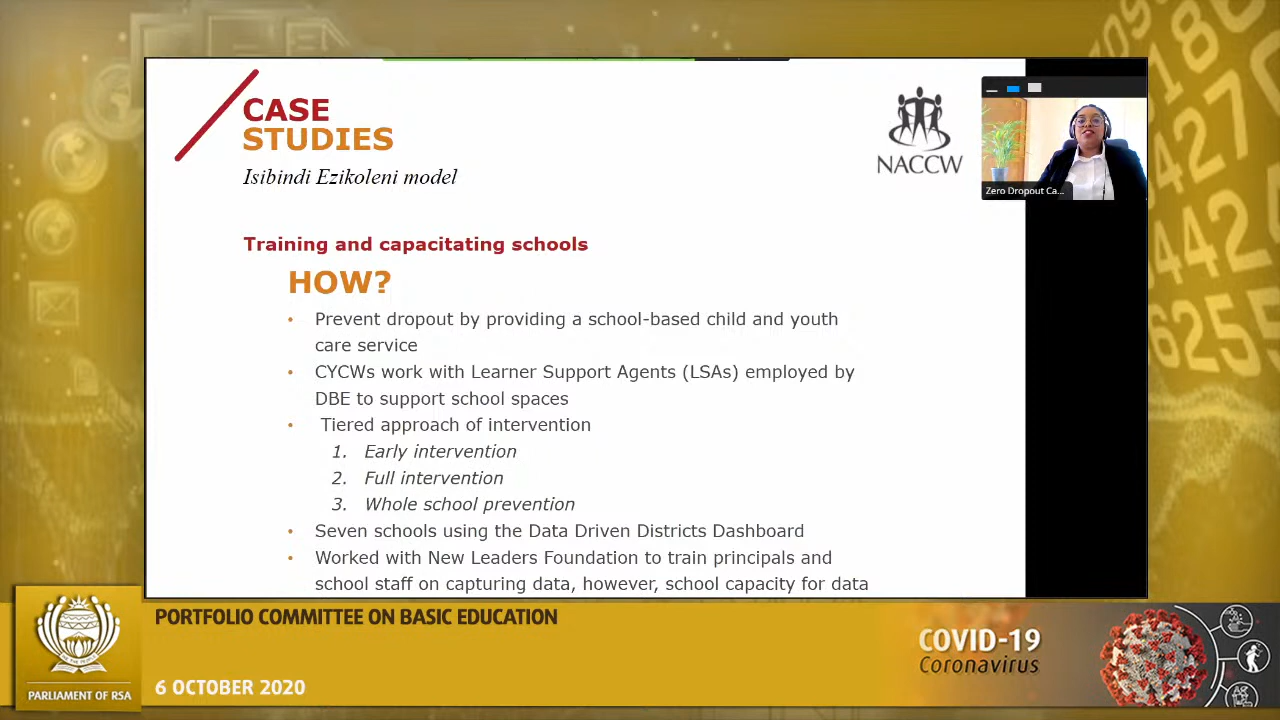 CASE
STUDIES
Isibindi Ezikoleni model
NACCW
Zero Dropout Ca...
Training and capacitating schools
HOW?
• Prevent dropout by providing a school-based child and youth
care service
• CYCWs work with Learner Support Agents (LSAs) employed by
DBE to support school spaces
• Tiered approach of intervention
1. Early intervention
2. Full intervention
3. Whole school prevention
• Seven schools using the Data Driven Districts Dashboard
• Worked with New Leaders Foundation to train principals and
school staff on capturing data, however, school capacity for data
PORTFOLIO COMMITTEE ON BASIC EDUCATION
COVID-19
Coronavirus
6 OCTOBER 2020
PARLIAMENT OF RSA